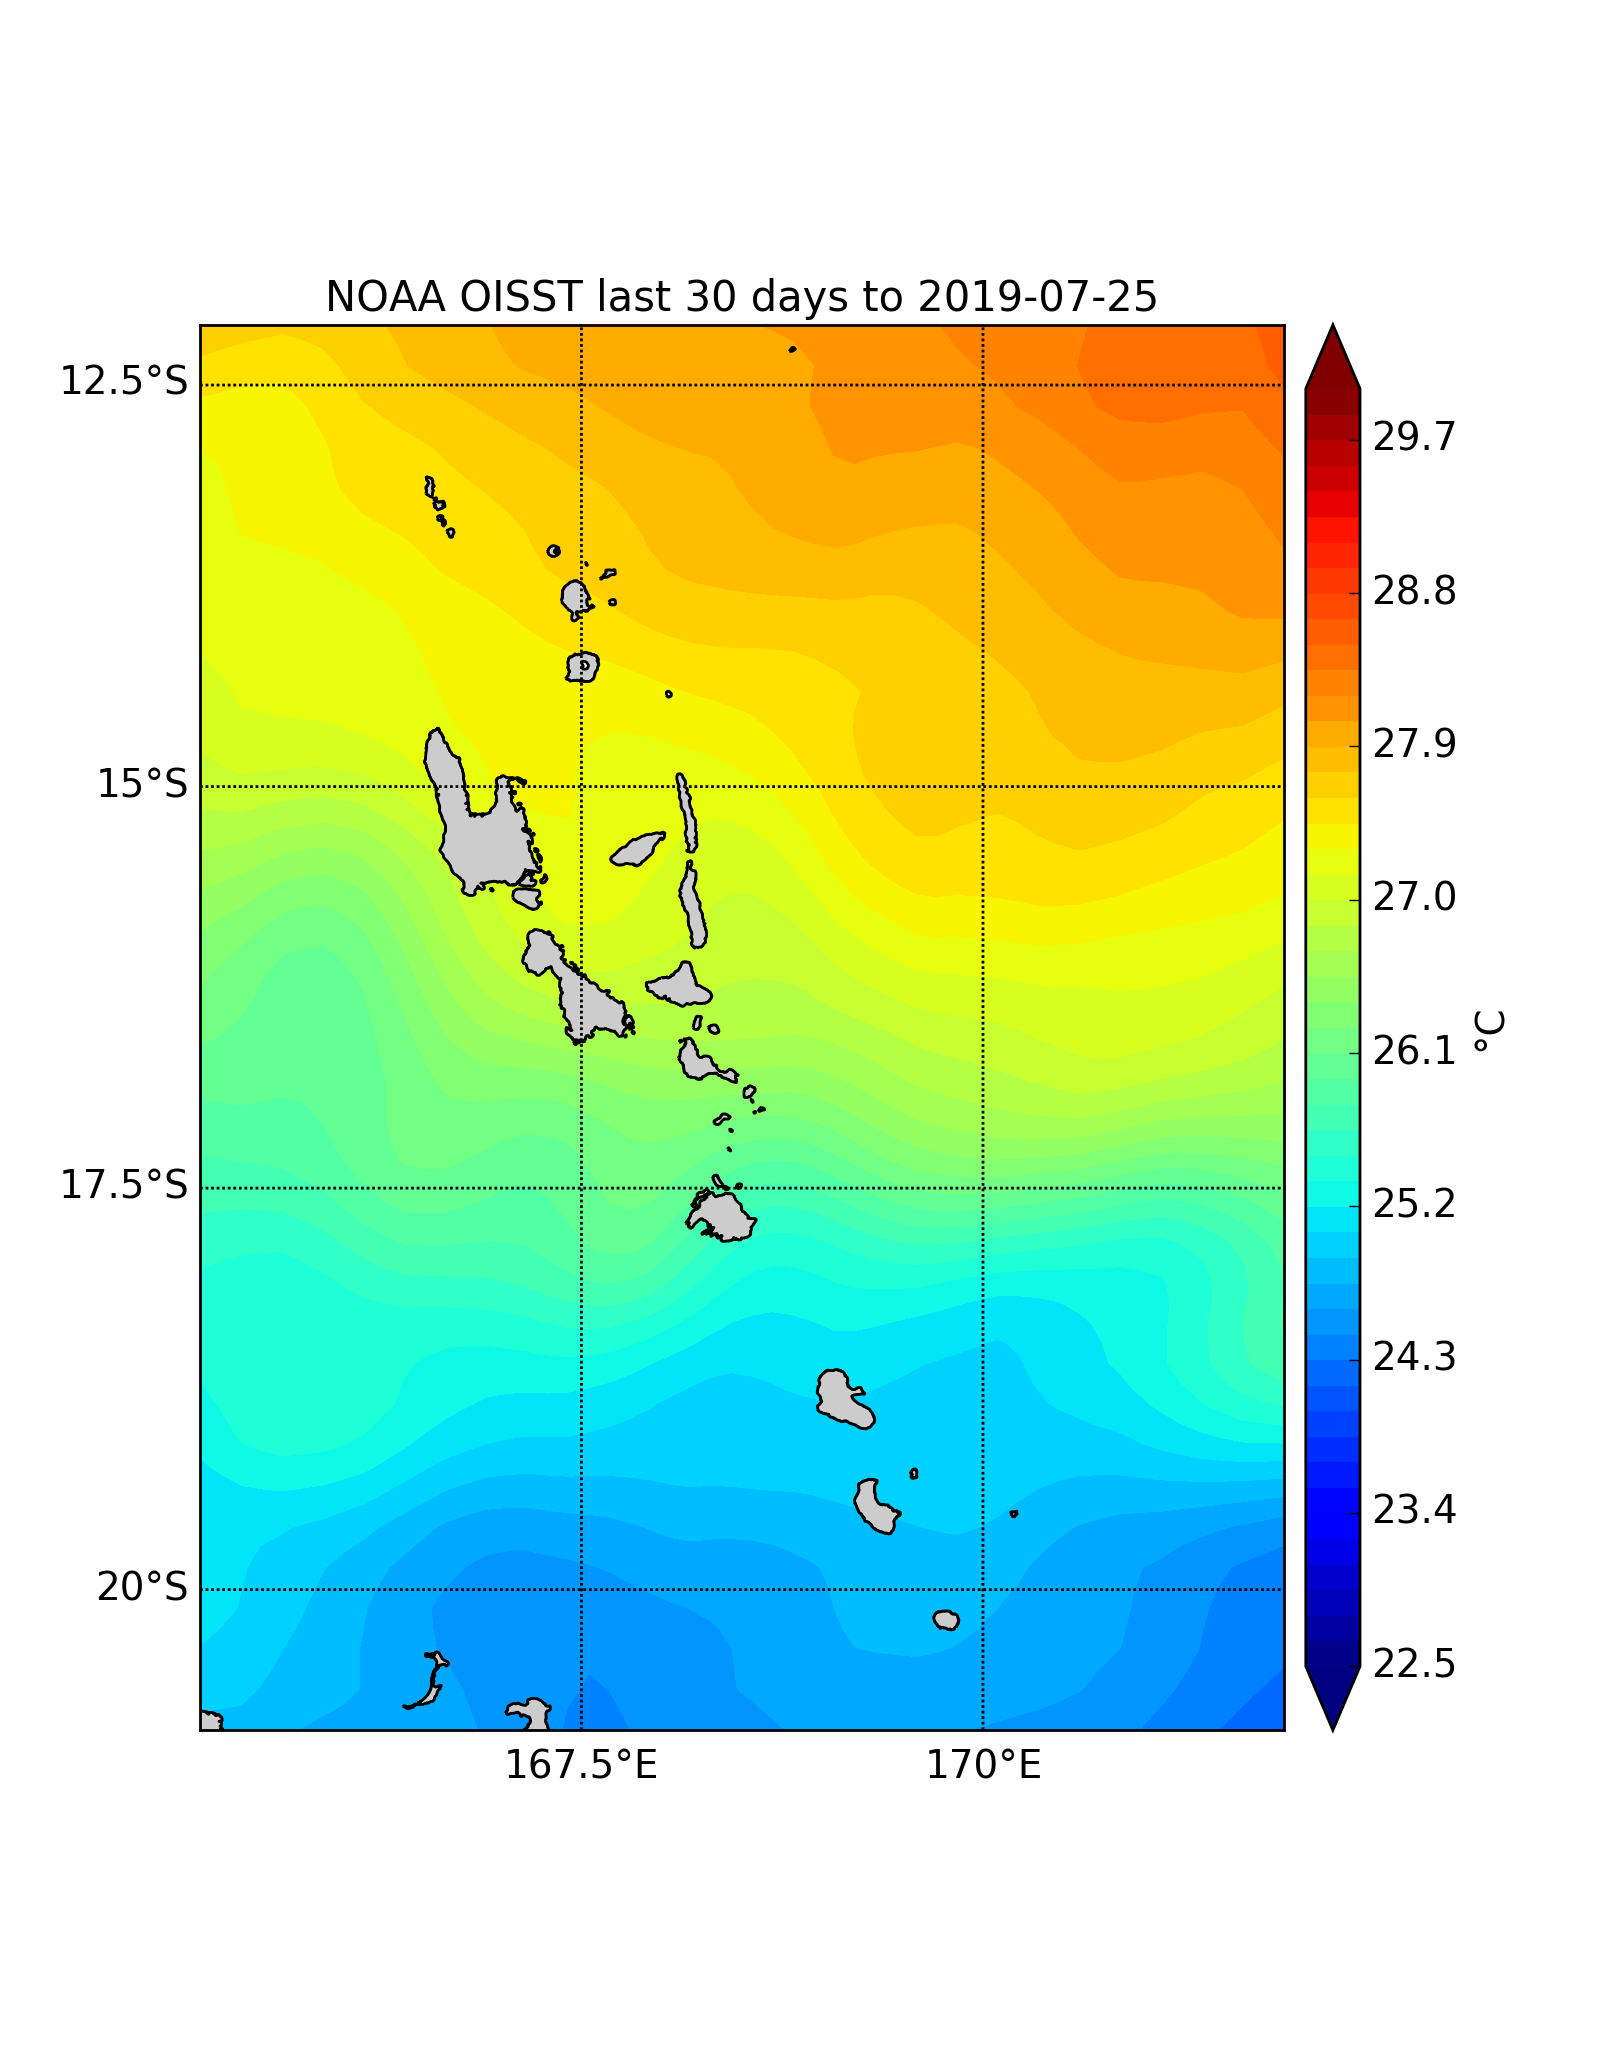 NOAA OISST last 30 days to 2019-07-25
12.5°S
15°S
17.5°S
20°S
167.5°E
170°E
29.7
28.8
27.9
27.0
26.1
25.2
24.3
23.4
22.5
°C